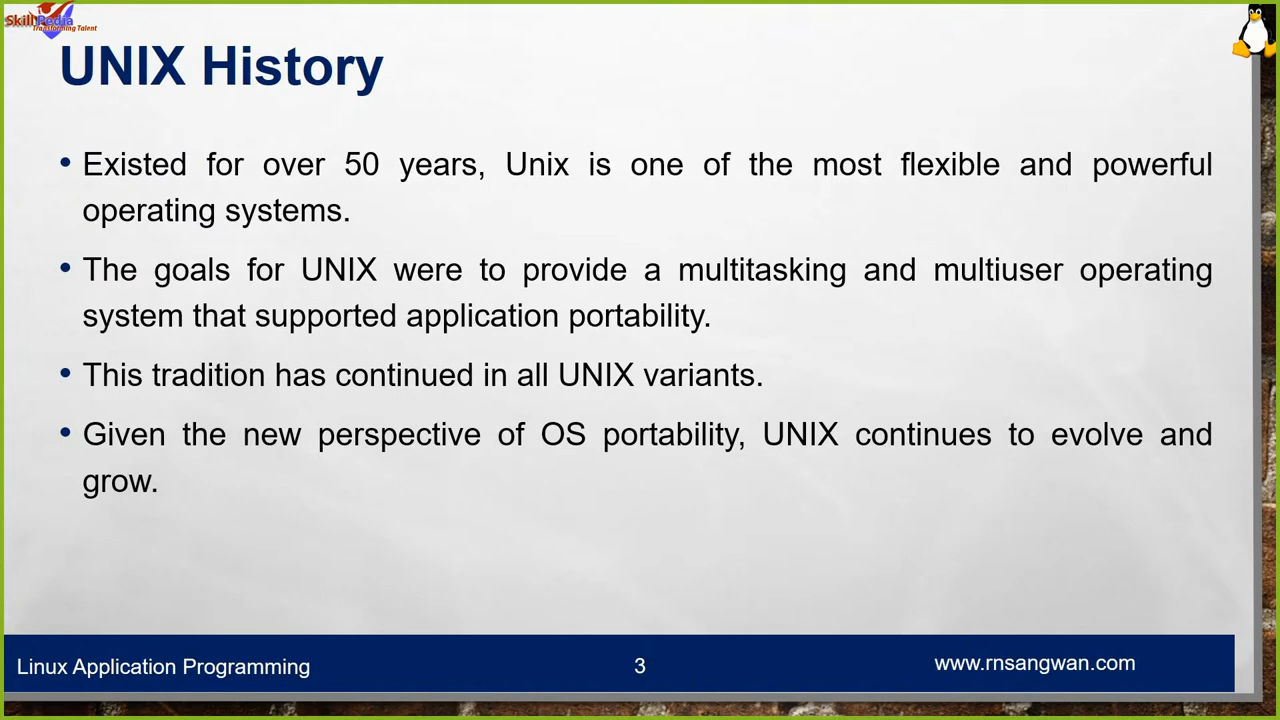 Skill Pedia
Transforming Talent
UNIX History
• Existed for over 50 years, Unix is one of the most flexible and powerful
operating systems.
• The goals for UNIX were to provide a multitasking and multiuser operating
system that supported application portability.
• This tradition has continued in all UNIX variants.
• Given the new perspective of OS portability, UNIX continues to evolve and
grow.
Linux Application Programming
3
www.rnsangwan.com